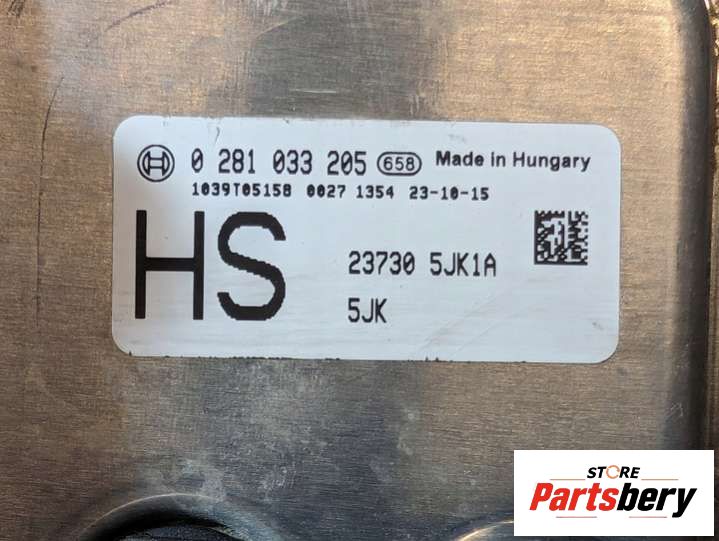 0 281 033 205 658 Made in Hungary
1039T05158 0027 1354 23-10-15
HS
23730 5JK1A
5JK
STORE
Partsbery